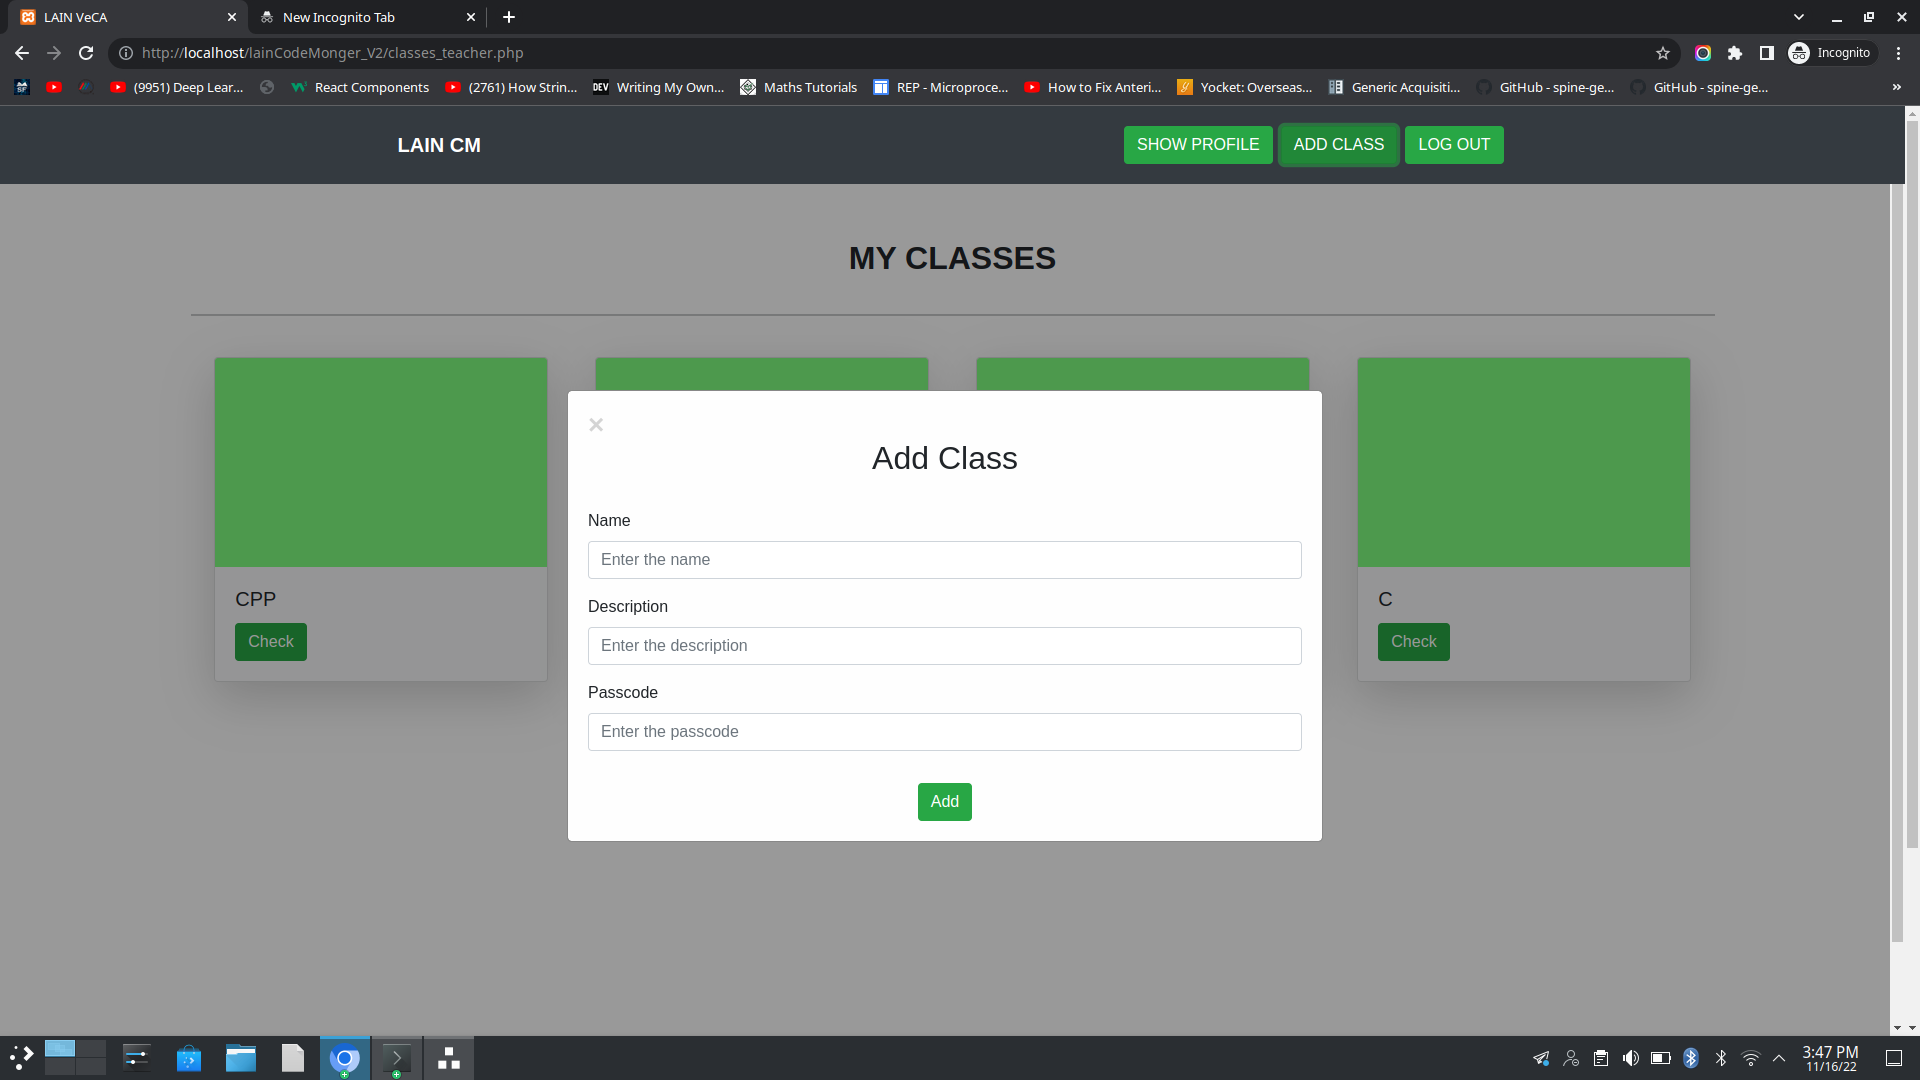 LAIN VeCA
New Incognito Tab
http://localhost/lainCodeMonger_V2/classes_teacher.php
Incognito
(9951) Deep Lear...
React Components
(2761) How Strin...
DEV
Writing My Own...
Maths Tutorials
REP - Microproce...
How to Fix Anteri...
Yocket: Overseas...
Generic Acquisiti...
GitHub - spine-ge...
GitHub - spine-ge...
LAIN CM
SHOW PROFILE
ADD CLASS
LOG OUT
MY CLASSES
Add Class
Name
Enter the name
Description
Enter the description
Passcode
Enter the passcode
Add
CPP
Check
C
Check
3:47 PM
11/16/22